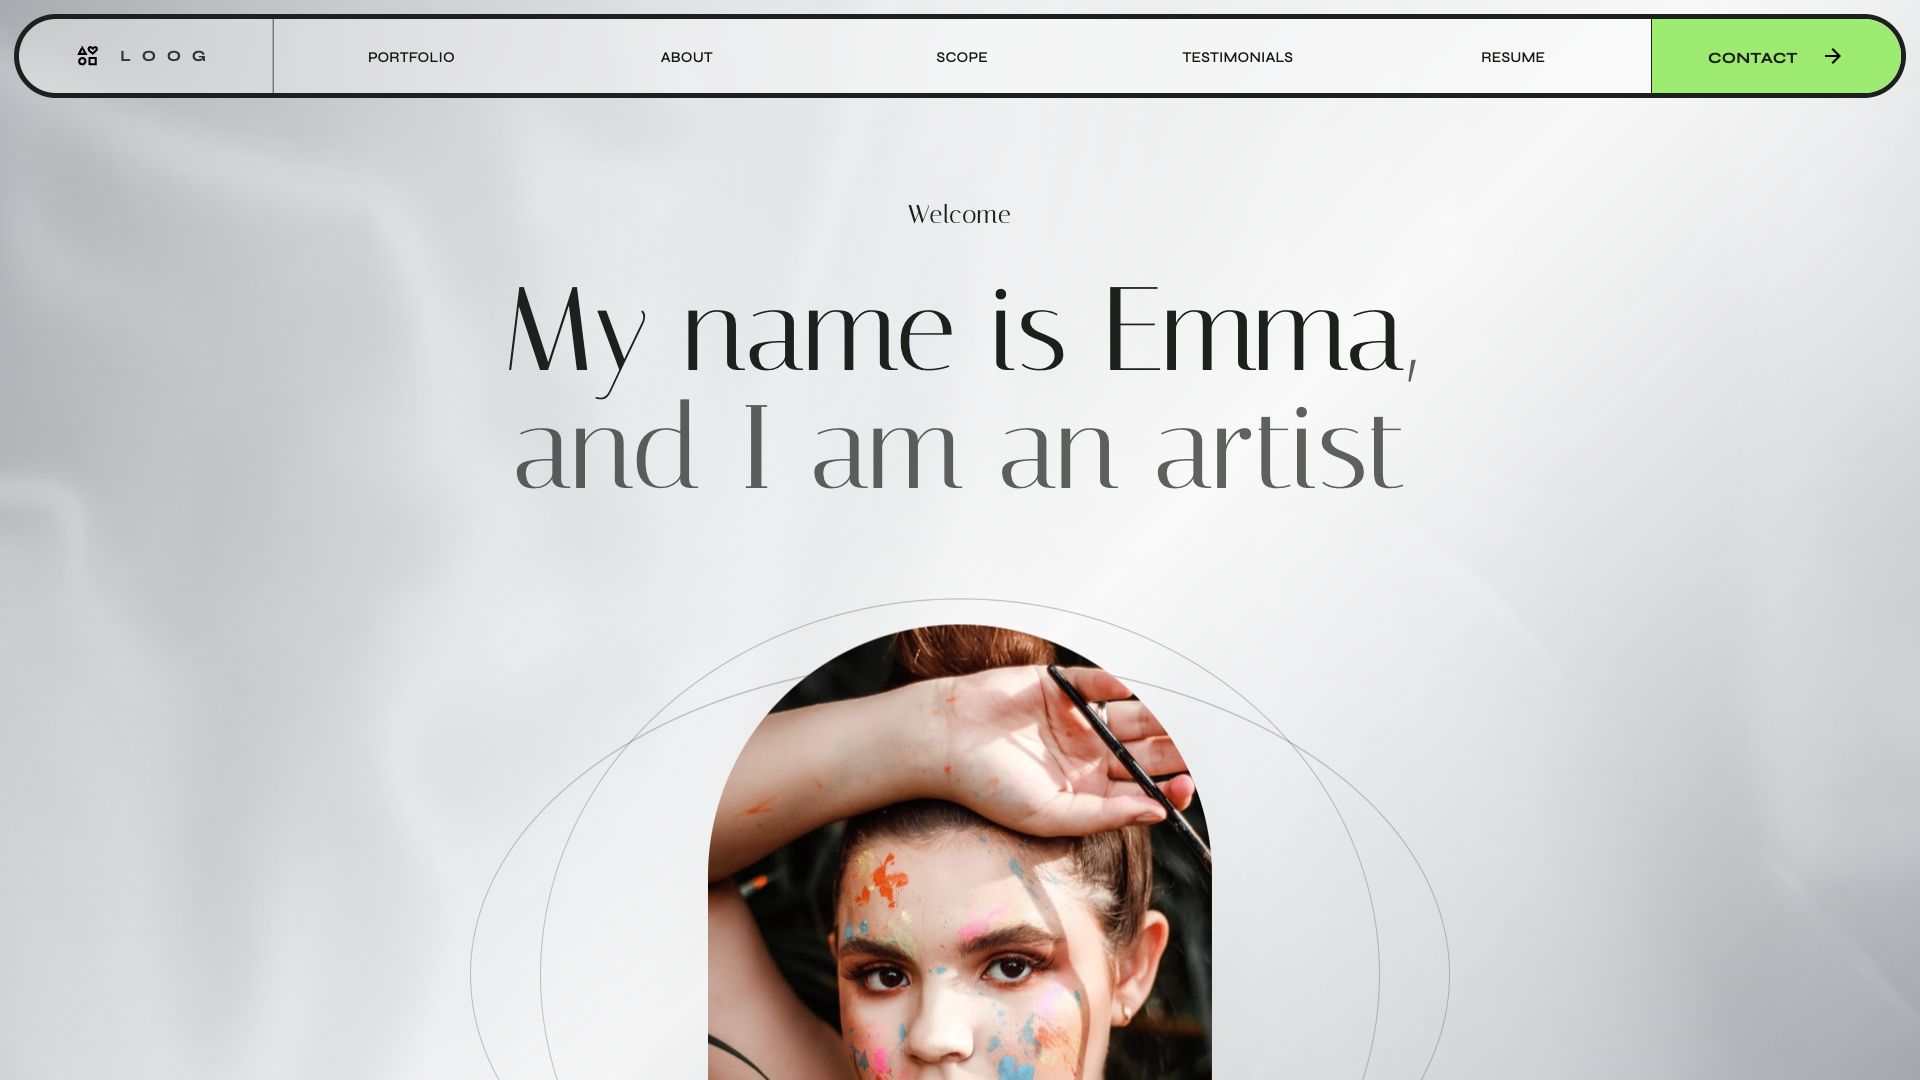 LOOG
PORTFOLIO
ABOUT
SCOPE
TESTIMONIALS
RESUME
CONTACT
Welcome
My name is Emma,
and I am an artist